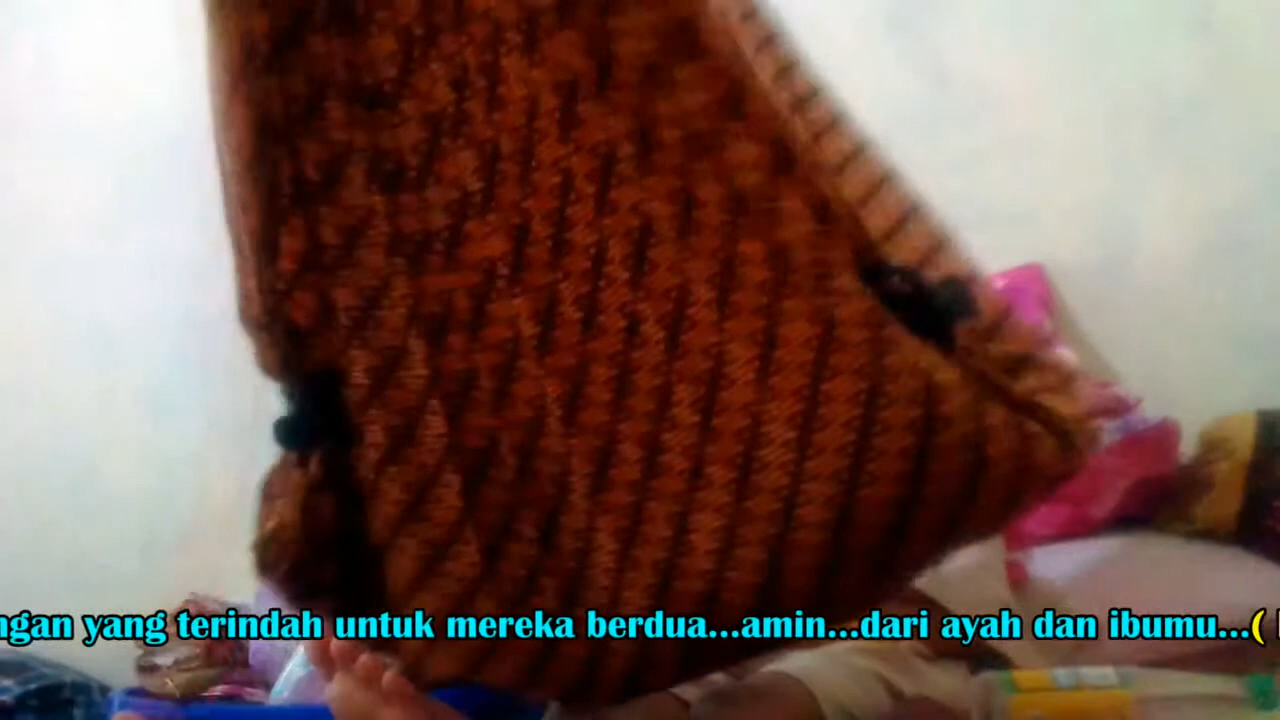 ngan yang terindah untuk mereka berdua...amin...dari ayah dan ibumu...(